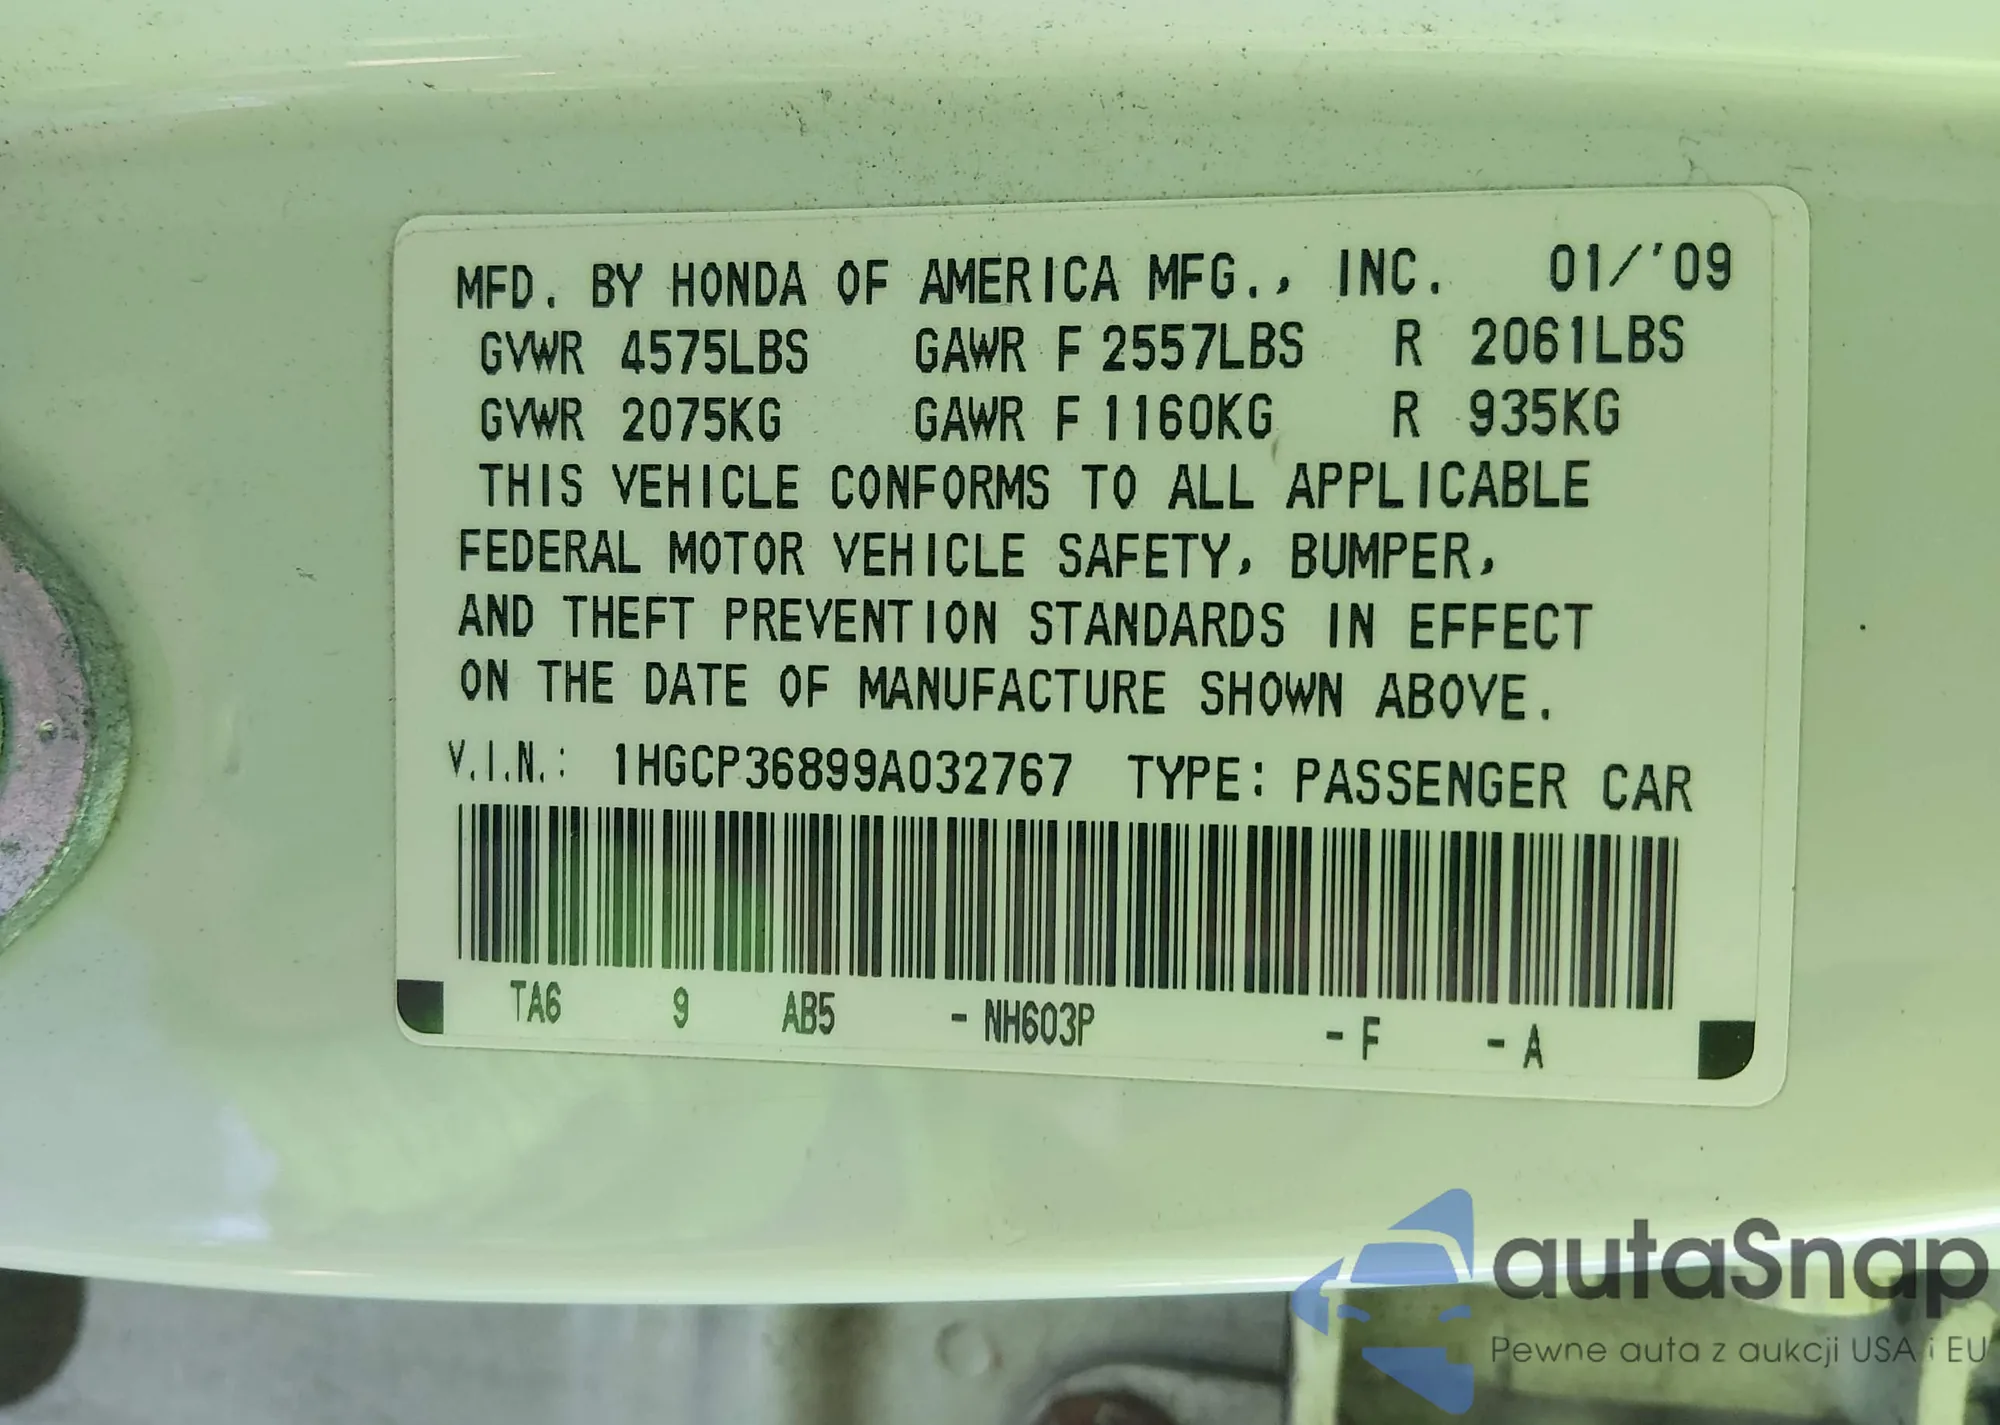 MFD. BY HONDA OF AMERICA MFG., INC. 01/'09
GVWR 4575LBS GAWR F 2557LBS R 2061LBS
GVWR 2075KG GAWR F 1160KG R 935KG
THIS VEHICLE CONFORMS TO ALL APPLICABLE
FEDERAL MOTOR VEHICLE SAFETY, BUMPER,
AND THEFT PREVENTION STANDARDS IN EFFECT
ON THE DATE OF MANUFACTURE SHOWN ABOVE.
V.I.N.: 1HGCP36899A032767 TYPE: PASSENGER CAR
TA6 9 AB5 - NH603P - F - A
autaSnap
Pewne auta z aukcji USA i EU